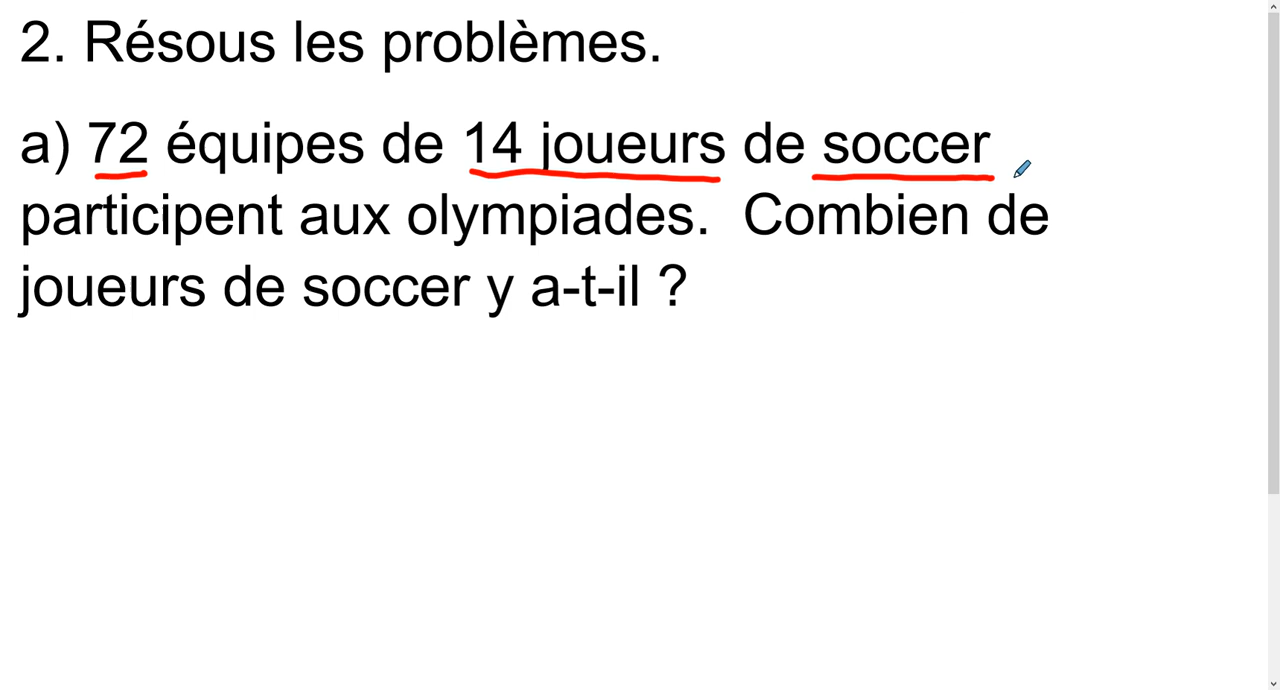 2. Résous les problèmes.
a) 72 équipes de 14 joueurs de soccer
participent aux olympiades.  Combien de
joueurs de soccer y a-t-il ?